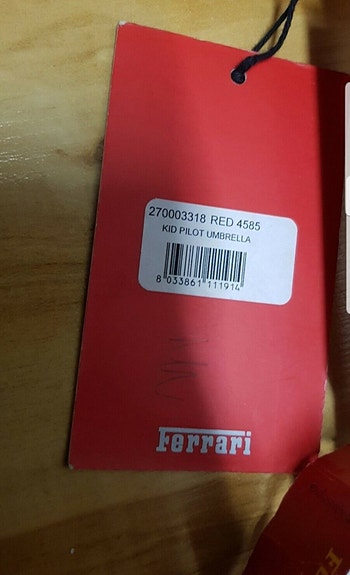 270003318 RED 4585
KID PILOT UMBRELLA
8 033861 111914
Ferrari